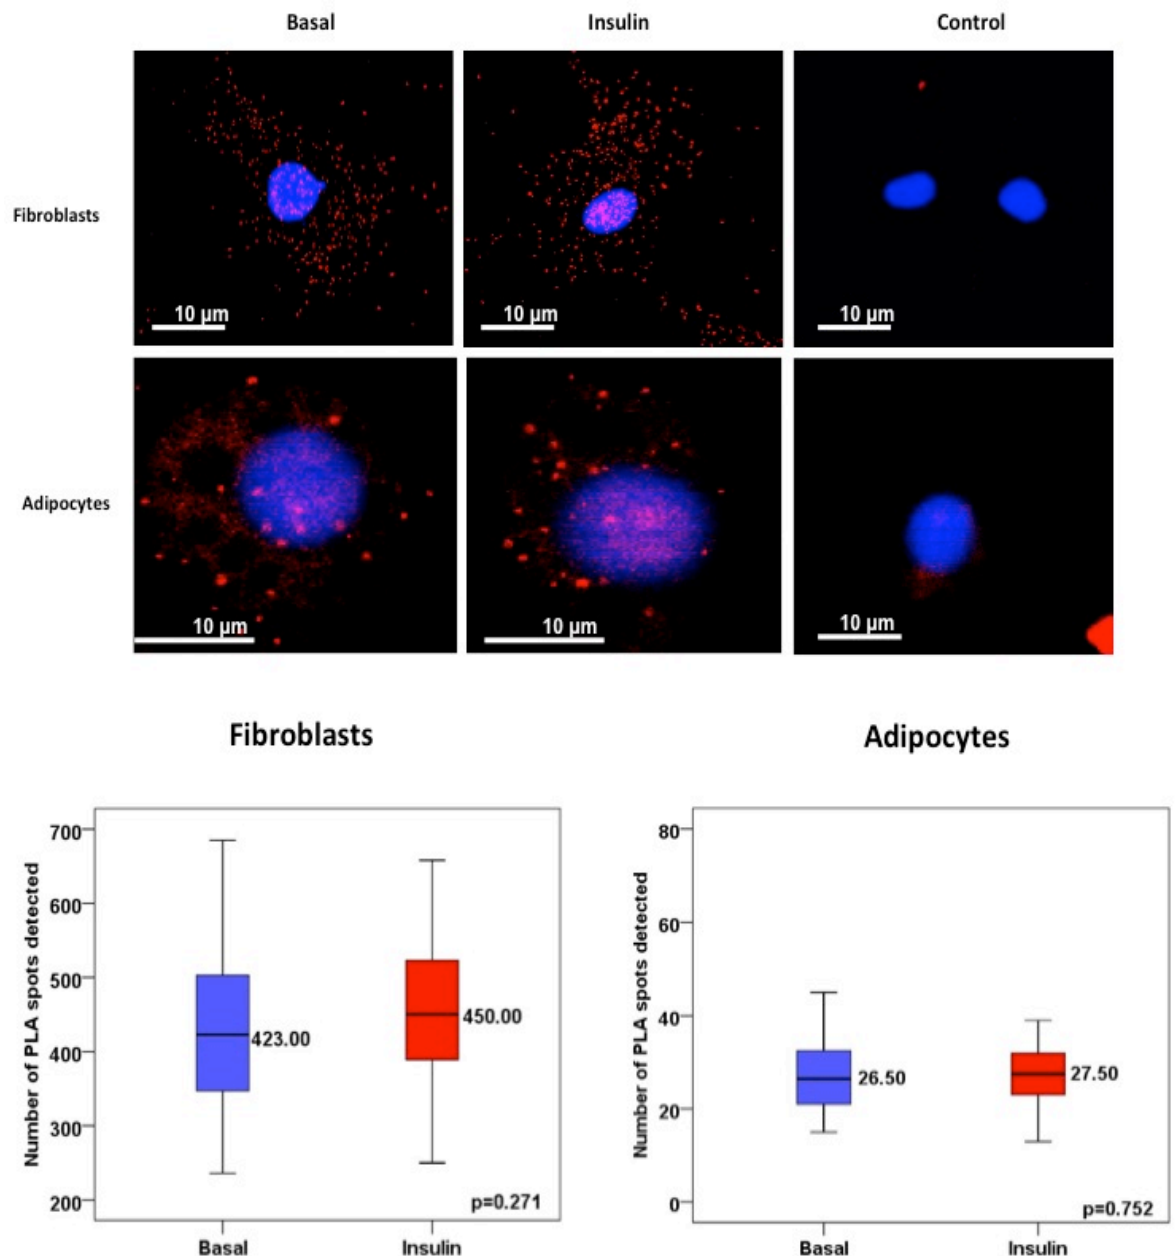 Basal Insulin Control
Fibroblasts
10 µm 10 µm 10 µm
Adipocytes
10 µm 10 µm 10 µm
Fibroblasts
Number of PLA spots detected
700
600
500
400
300
200
423.00
450.00
p=0.271
Basal Insulin
Adipocytes
Number of PLA spots detected
80
60
40
20
0
26.50
27.50
p=0.752
Basal Insulin